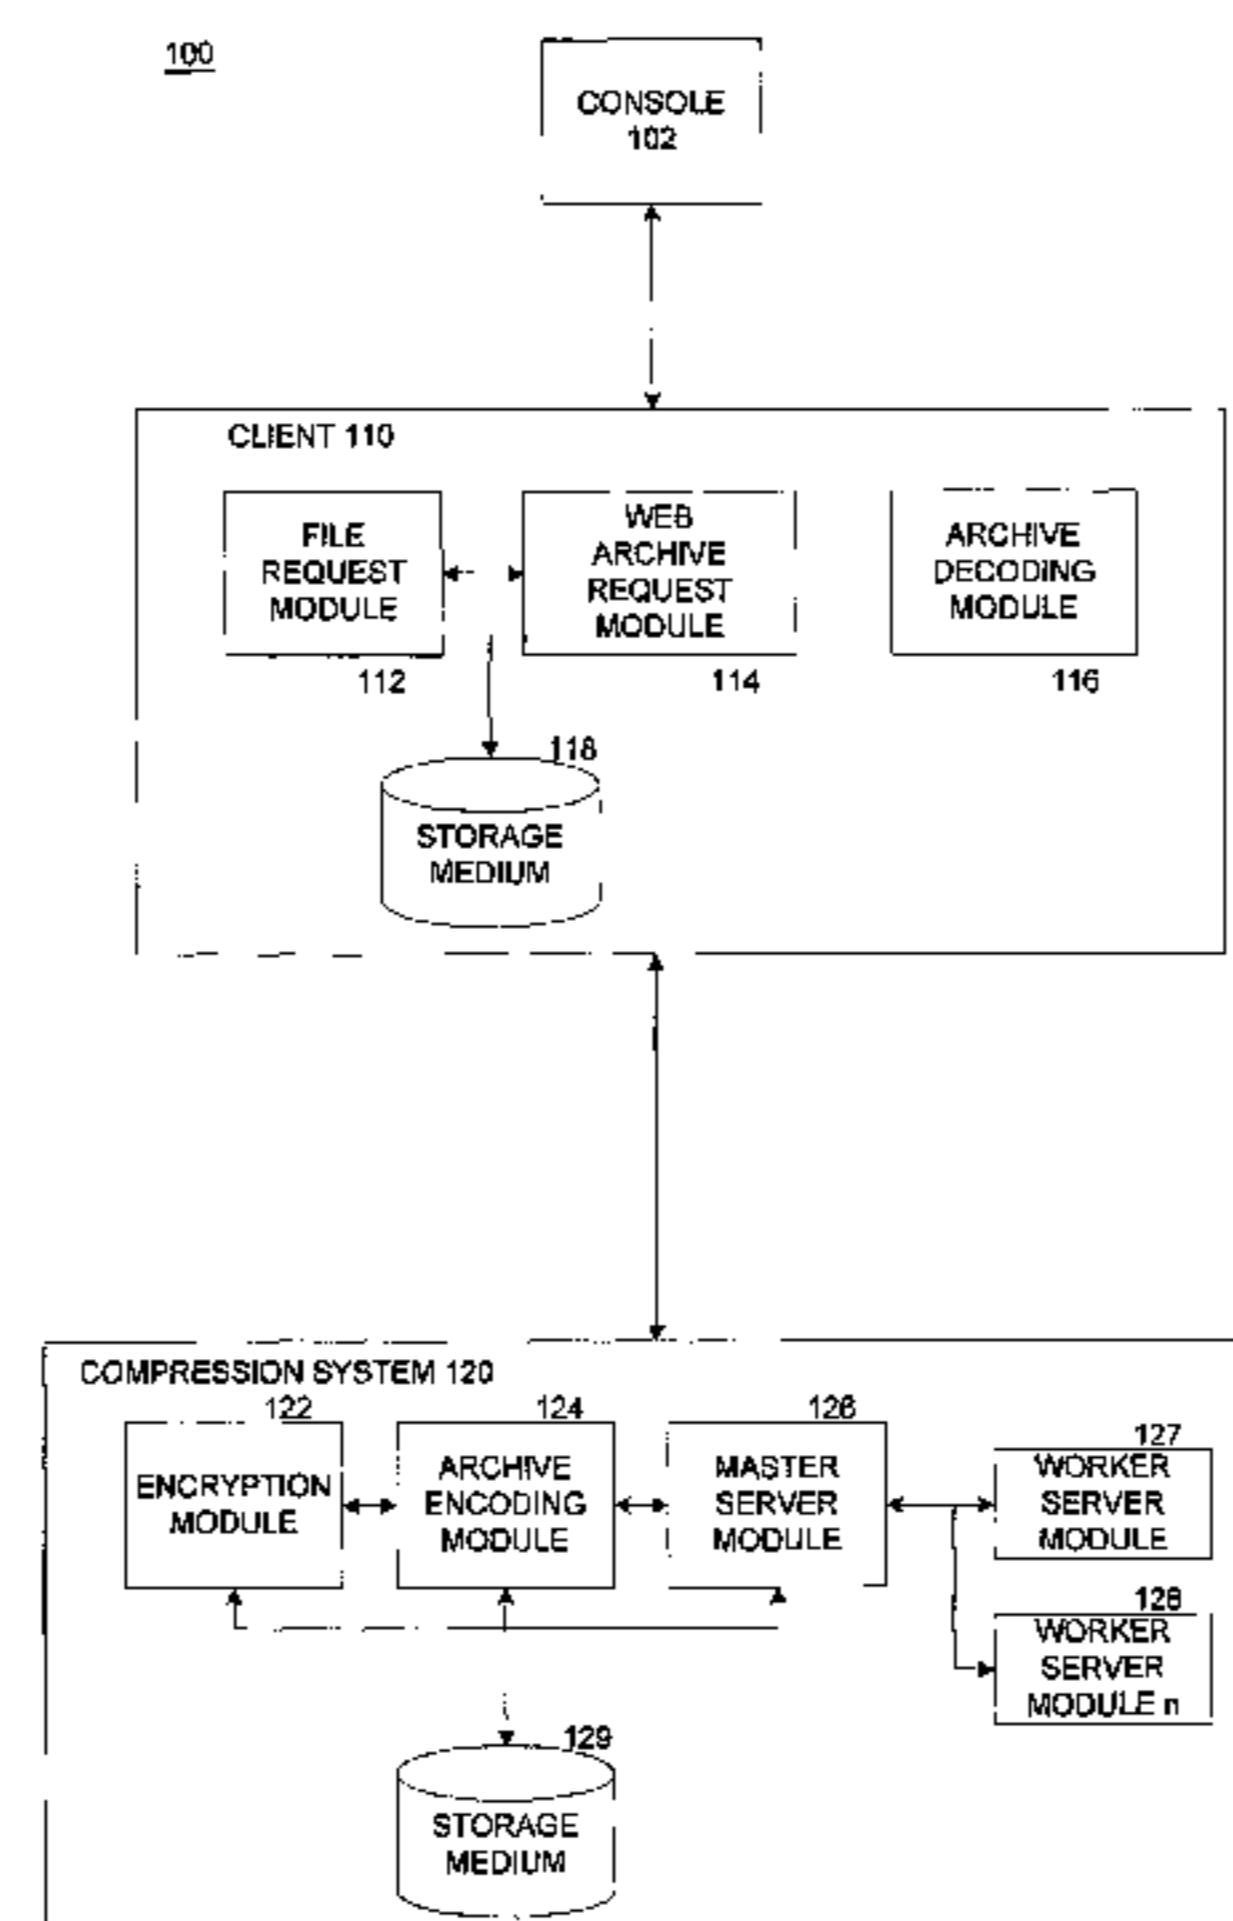 100
CONSOLE
102
CLIENT 110
FILE
REQUEST
MODULE
112
WEB
ARCHIVE
REQUEST
MODULE
114
ARCHIVE
DECODING
MODULE
116
118
STORAGE
MEDIUM
COMPRESSION SYSTEM 120
122
ENCRYPTION
MODULE
124
ARCHIVE
ENCODING
MODULE
126
MASTER
SERVER
MODULE
127
WORKER
SERVER
MODULE
128
WORKER
SERVER
MODULE n
129
STORAGE
MEDIUM